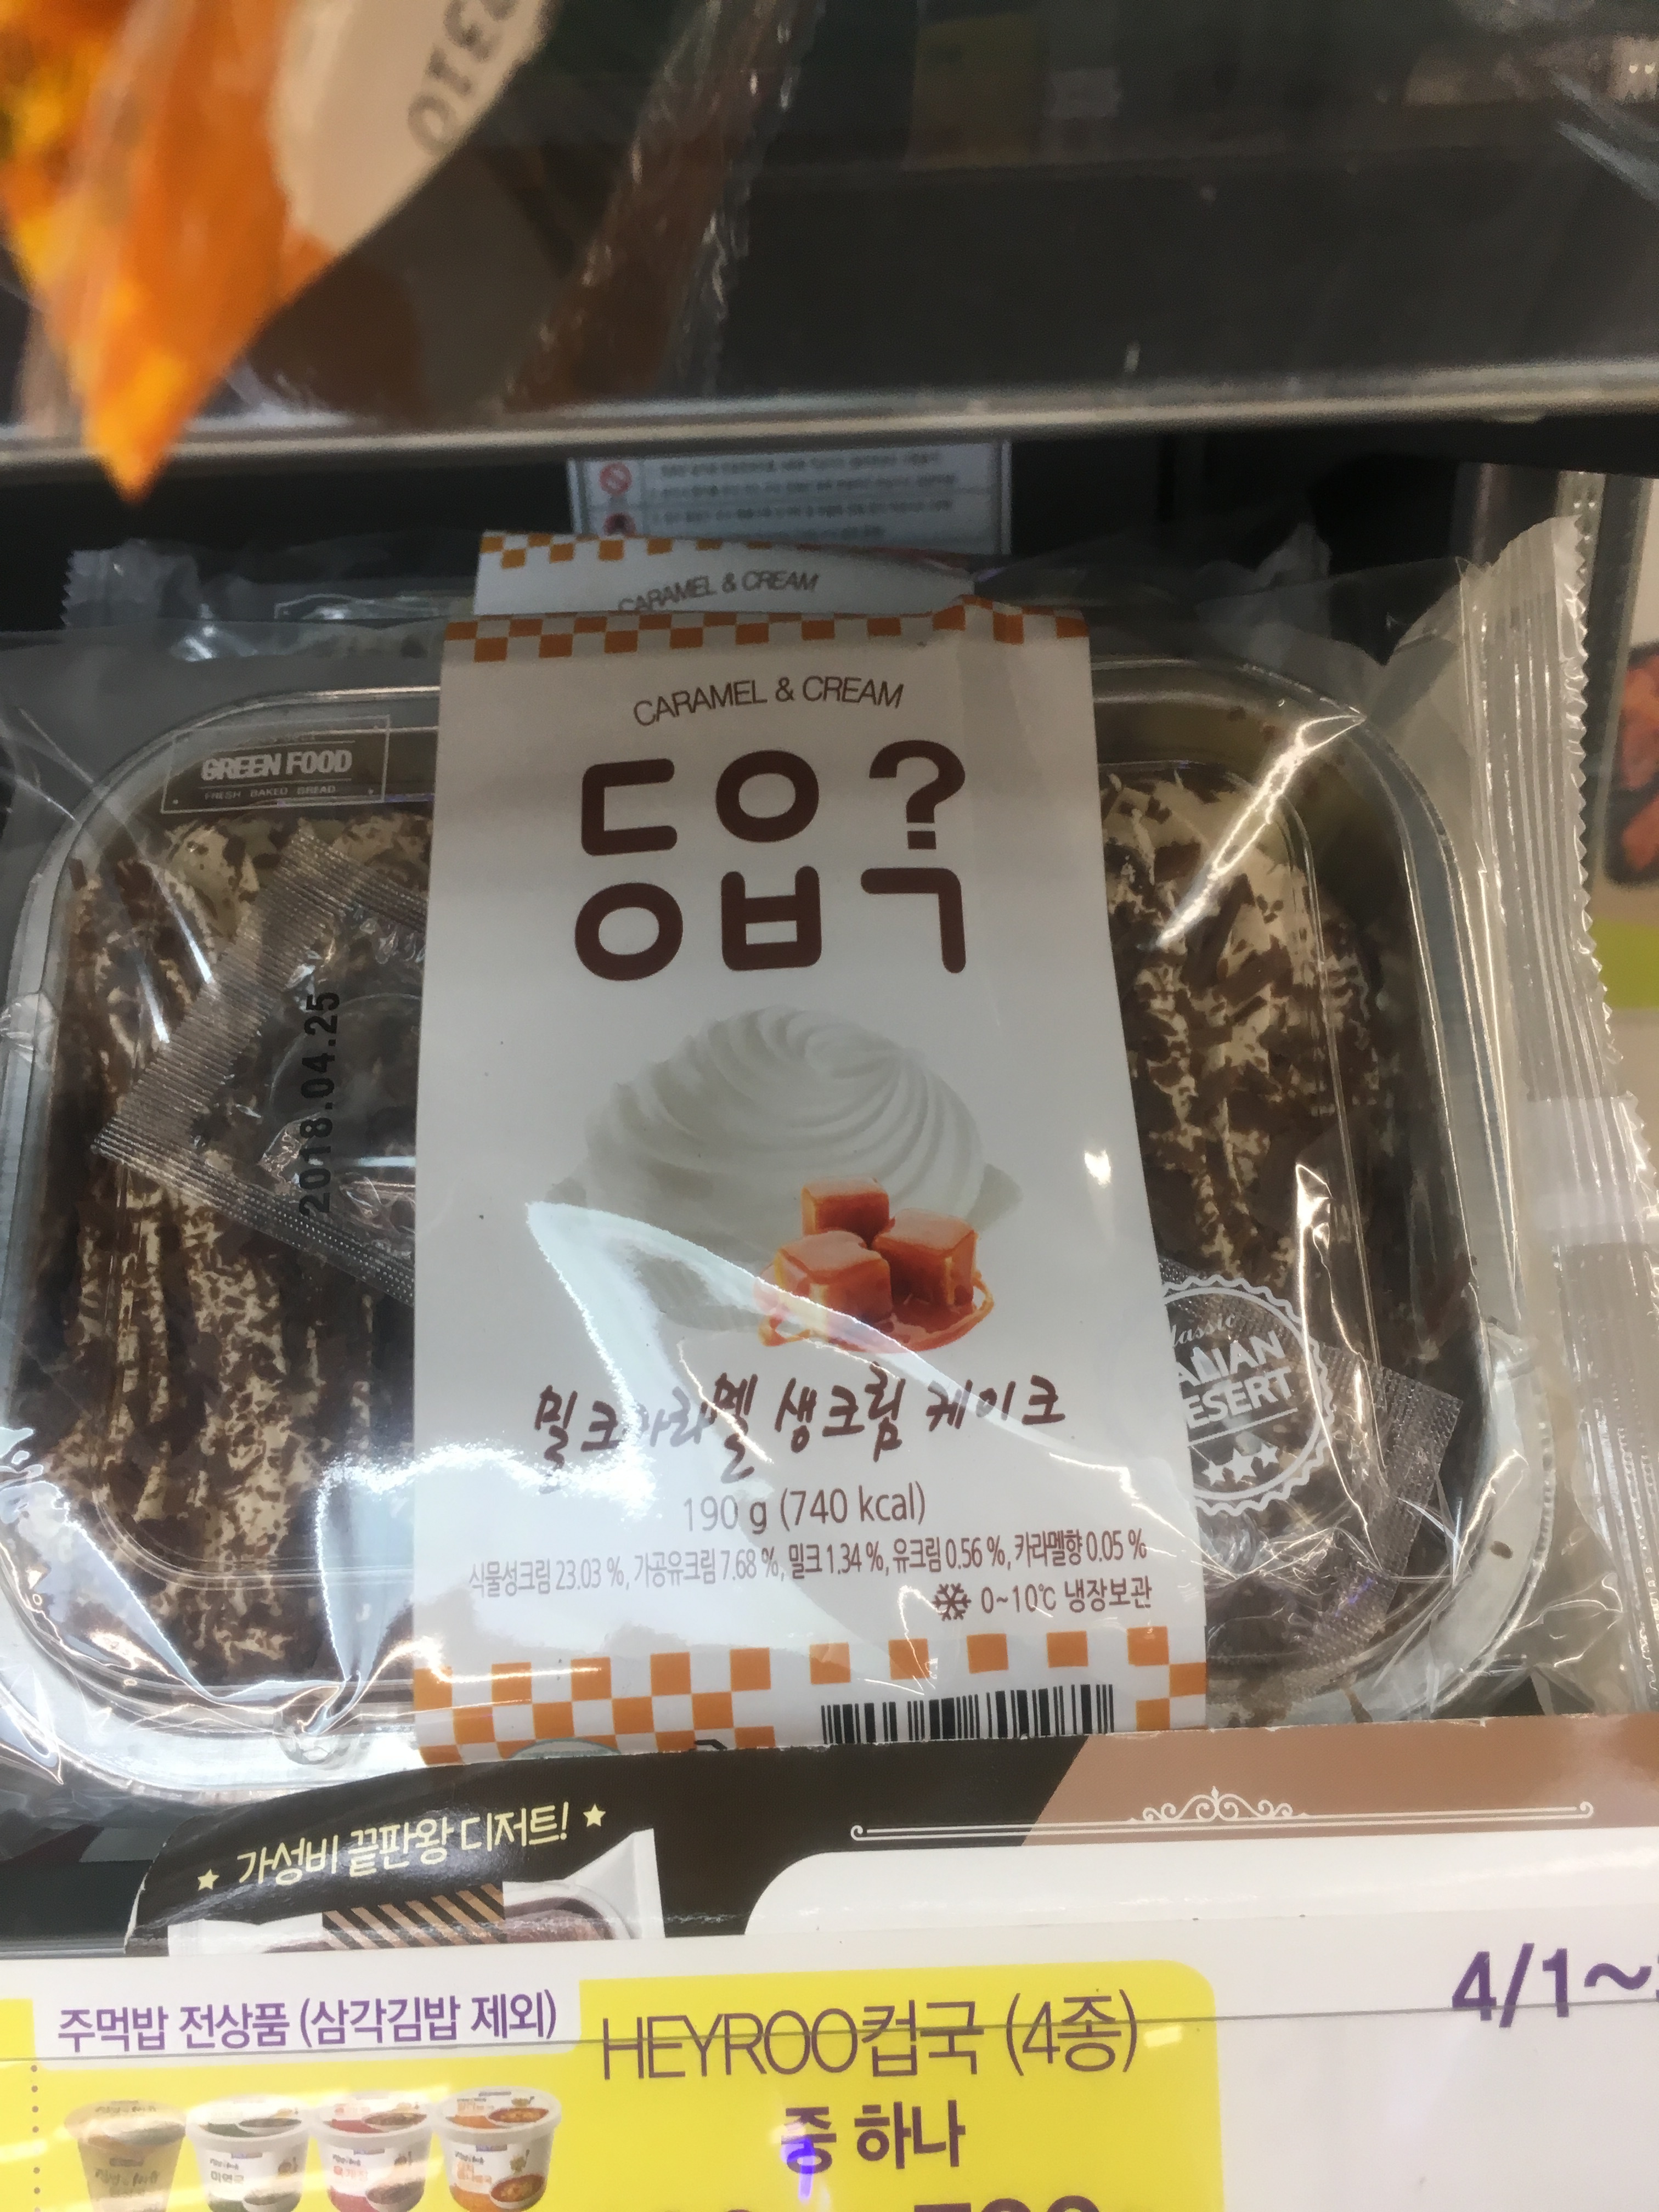 CARAMEL & CREAM
CARAMEL & CREAM
GREEN FOOD
FRESH BAKED BREAD
ㄷㅇ?
ㅇㅂㄱ
2018.04.25
밀크카라멜 생크림 케이크
190 g (740 kcal)
식물성크림 23.03 %, 가공유크림 7.68 %, 밀크 1.34 %, 유크림 0.56 %, 카라멜향 0.05 %
0~10℃ 냉장보관
가성비 끝판왕 디저트!
주먹밥 전상품 (삼각김밥 제외)
HEYROO컵국 (4종)
중 하나
4/1~